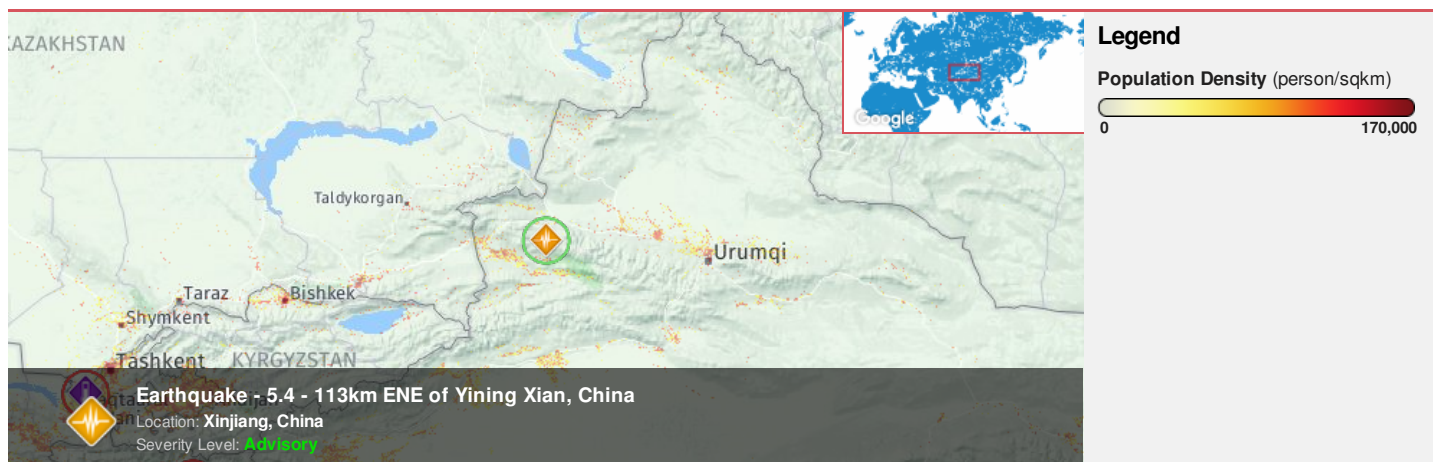 KAZAKHSTAN
Taldykorgan
Urumqi
Taraz
Bishkek
Shymkent
Tashkent
KYRGYZSTAN
Google
Earthquake - 5.4 - 113km ENE of Yining Xian, China
Location: Xinjiang, China
Severity Level: Advisory
Legend
Population Density (person/sqkm)
0 170,000